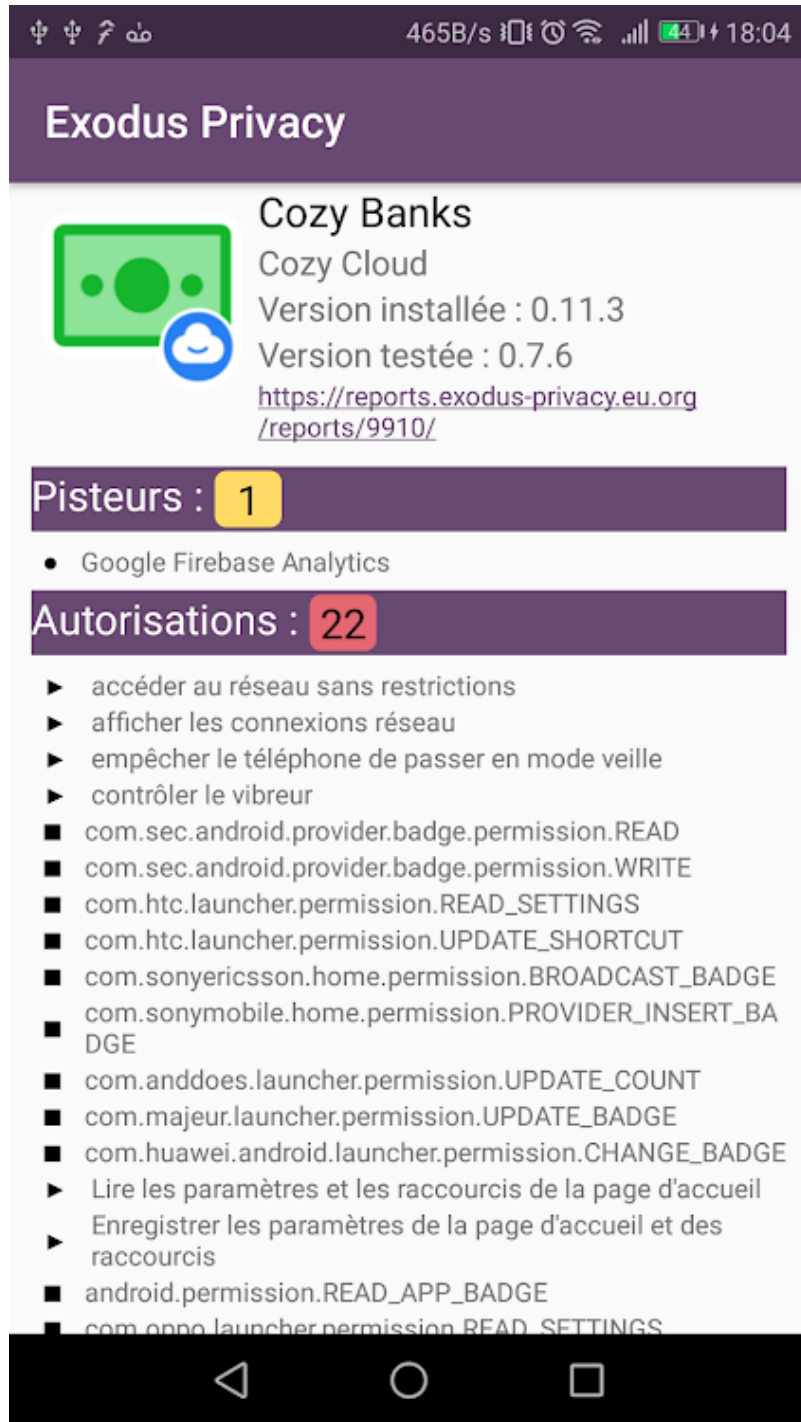 465B/s 44 18:04
Exodus Privacy
Cozy Banks
Cozy Cloud
Version installée : 0.11.3
Version testée : 0.7.6
https://reports.exodus-privacy.eu.org
/reports/9910/
Pisteurs : 1
Google Firebase Analytics
Autorisations : 22
accéder au réseau sans restrictions
afficher les connexions réseau
empêcher le téléphone de passer en mode veille
contrôler le vibreur
com.sec.android.provider.badge.permission.READ
com.sec.android.provider.badge.permission.WRITE
com.htc.launcher.permission.READ_SETTINGS
com.htc.launcher.permission.UPDATE_SHORTCUT
com.sonyericsson.home.permission.BROADCAST_BADGE
com.sonymobile.home.permission.PROVIDER_INSERT_BA
DGE
com.anddoes.launcher.permission.UPDATE_COUNT
com.majeur.launcher.permission.UPDATE_BADGE
com.huawei.android.launcher.permission.CHANGE_BADGE
Lire les paramètres et les raccourcis de la page d'accueil
Enregistrer les paramètres de la page d'accueil et des
raccourcis
android.permission.READ_APP_BADGE
com.oppo.launcher.permission.READ_SETTINGS